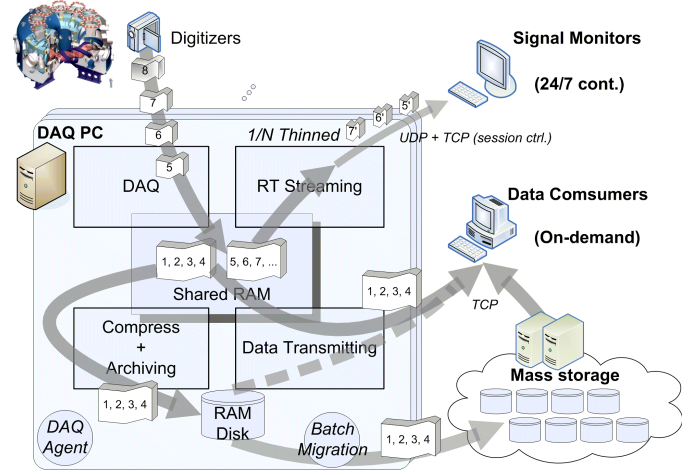 Digitizers
Signal Monitors
(24/7 cont.)
8
7
6
5
5'
6'
7'
DAQ PC
1/N Thinned
UDP + TCP (session ctrl.)
DAQ
RT Streaming
Data Comsumers
(On-demand)
1, 2, 3, 4
5, 6, 7, ...
Shared RAM
1, 2, 3, 4
TCP
Compress
+
Archiving
Data Transmitting
Mass storage
1, 2, 3, 4
RAM
Disk
DAQ
Agent
Batch
Migration
1, 2, 3, 4